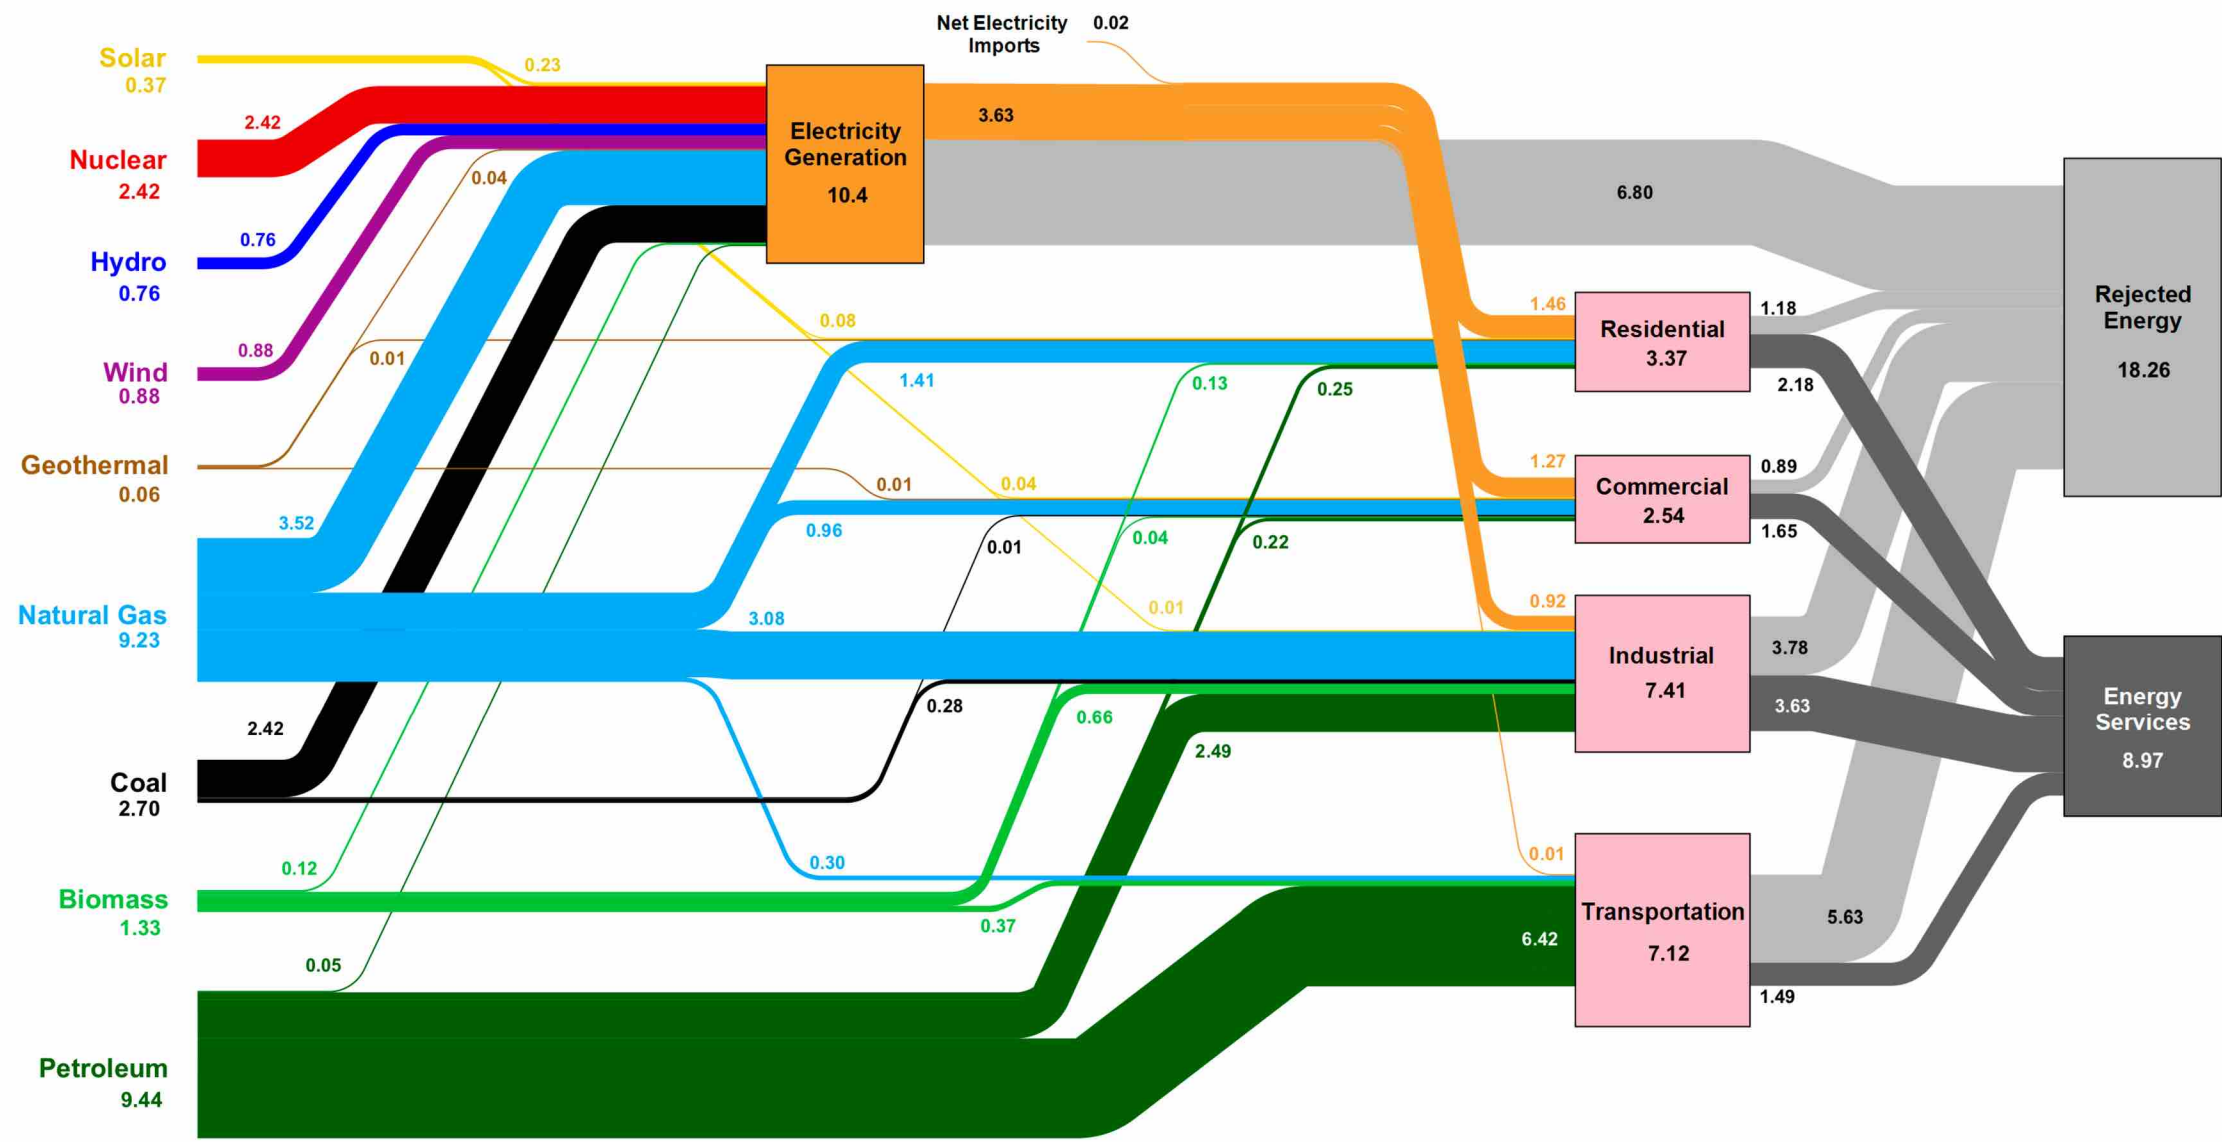 Net Electricity
Imports
0.02
Solar
0.37
0.23
Nuclear
2.42
2.42
Hydro
0.76
0.76
Wind
0.88
0.88
Geothermal
0.06
0.04
0.01
0.01
Natural Gas
9.23
3.52
1.41
0.96
3.08
0.30
Coal
2.70
2.42
0.01
0.28
Biomass
1.33
0.12
0.13
0.04
0.66
0.37
Petroleum
9.44
0.05
0.25
0.22
2.49
6.42
0.08
0.04
0.01
Electricity
Generation
10.4
3.63
6.80
1.46
1.27
0.92
0.01
Residential
3.37
1.18
2.18
Commercial
2.54
0.89
1.65
Industrial
7.41
3.78
3.63
Transportation
7.12
5.63
1.49
Rejected
Energy
18.26
Energy
Services
8.97